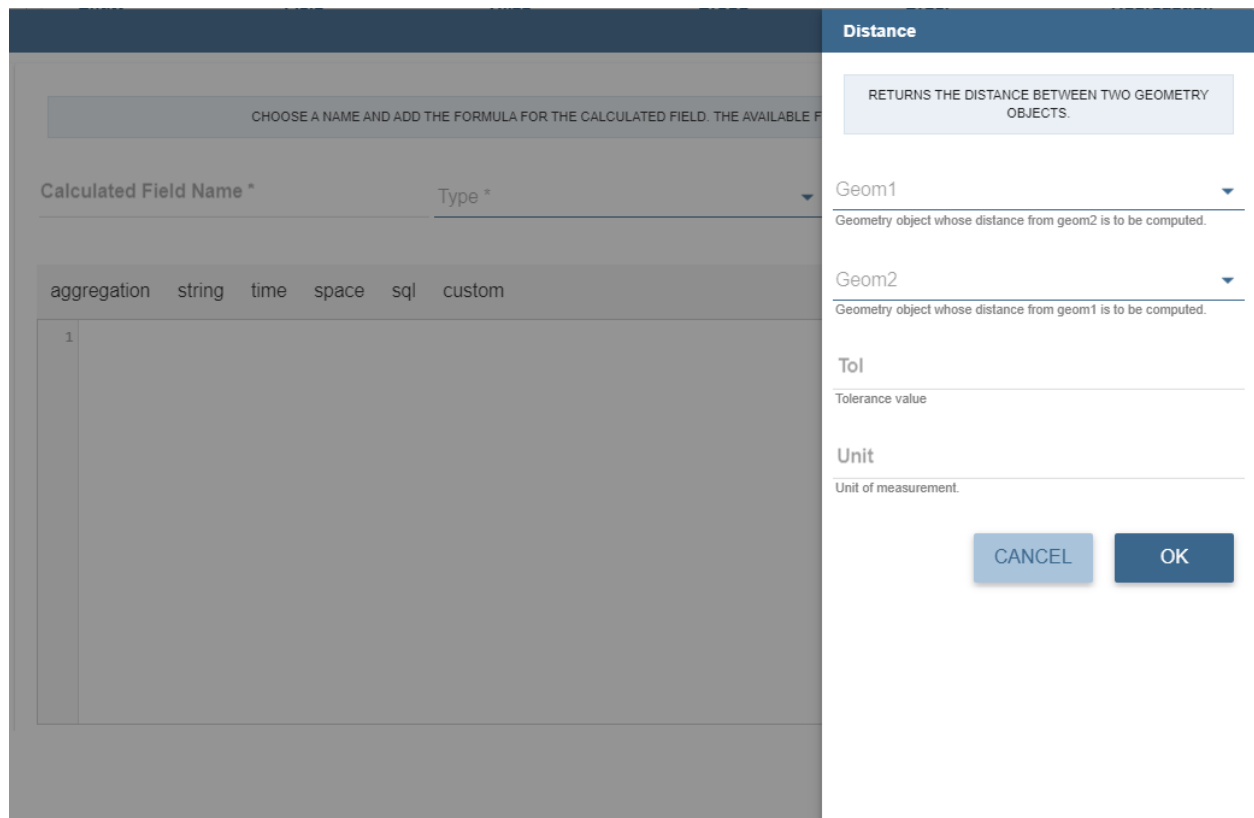 Distance
CHOOSE A NAME AND ADD THE FORMULA FOR THE CALCULATED FIELD. THE AVAILABLE F
RETURNS THE DISTANCE BETWEEN TWO GEOMETRY
OBJECTS.
Calculated Field Name *
Type *
aggregation string time space sql custom
1
Geom1
Geometry object whose distance from geom2 is to be computed.
Geom2
Geometry object whose distance from geom1 is to be computed.
Tol
Tolerance value
Unit
Unit of measurement.
CANCEL OK